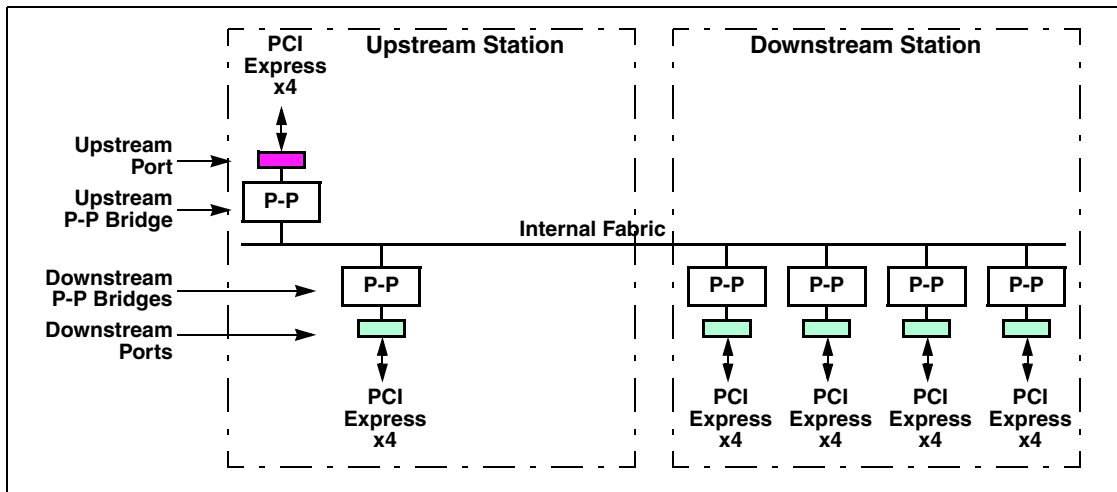 Upstream Station
Downstream Station
PCI
Express
x4
Upstream
Port
Upstream
P-P Bridge
P-P
Internal Fabric
Downstream
P-P Bridges
Downstream
Ports
P-P
P-P
P-P
P-P
P-P
PCI
Express
x4
PCI
Express
x4
PCI
Express
x4
PCI
Express
x4
PCI
Express
x4